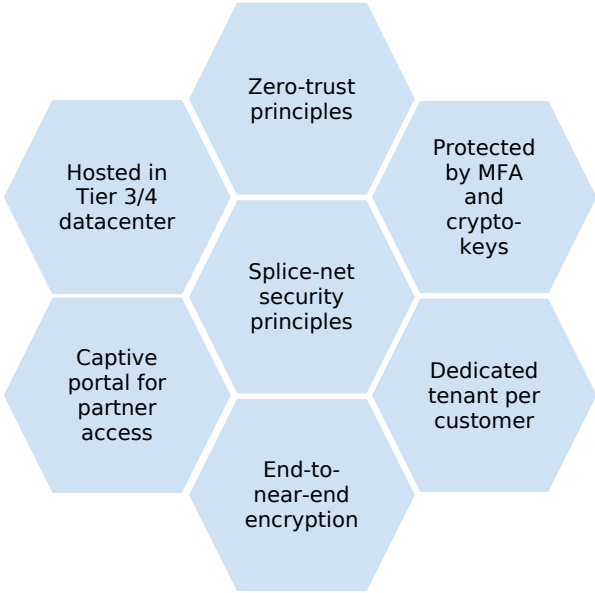 Zero-trust
principles
Hosted in
Tier 3/4
datacenter
Protected
by MFA
and
crypto-
keys
Splice-net
security
principles
Captive
portal for
partner
access
Dedicated
tenant per
customer
End-to-
near-end
encryption